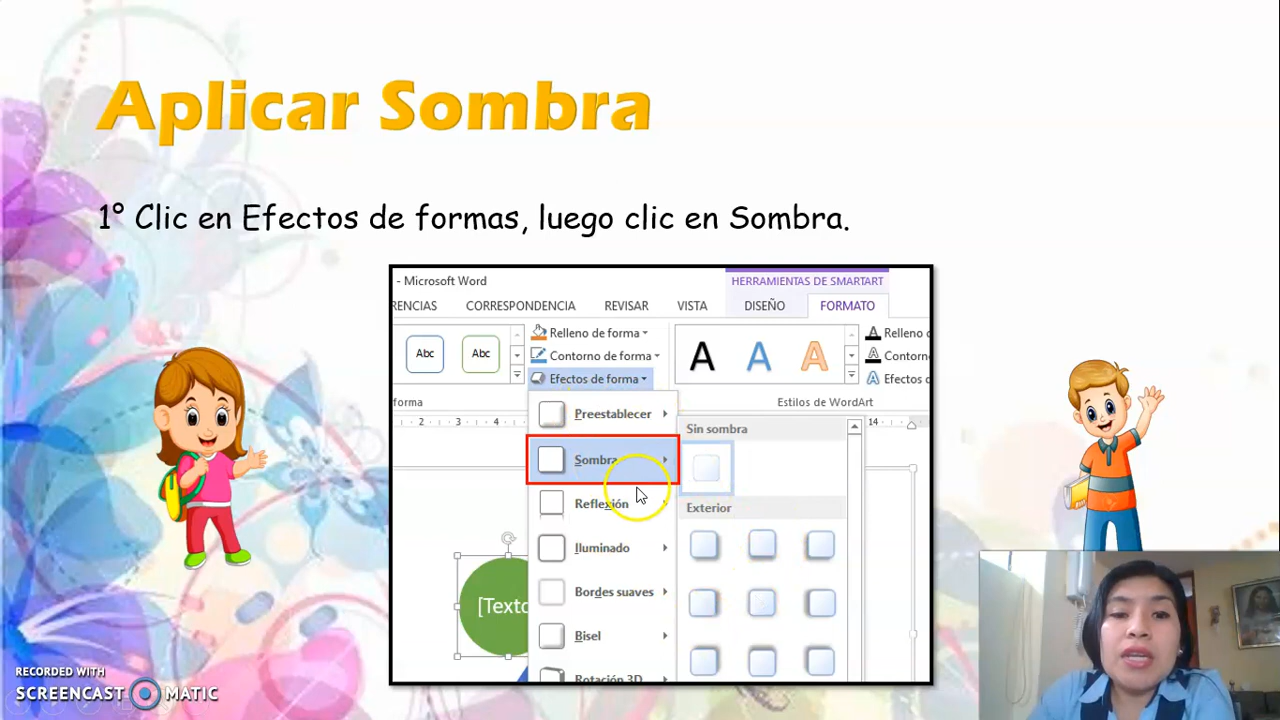 Aplicar Sombra
1° Clic en Efectos de formas, luego clic en Sombra.
- Microsoft Word
HERRAMIENTAS DE SMARTART
RENCIAS CORRESPONDENCIA REVISAR VISTA DISEÑO FORMATO
Abc Abc
Relleno de forma
Contorno de forma
Efectos de forma
A A A
A Relleno d
A Contorn
A Efectos d
forma
Estilos de WordArt
2 3 4 14
Preestablecer
Sombra
Reflexión
Iluminado
Bordes suaves
Bisel
Rotación 3D
Sin sombra
Exterior
[Texto
RECORDED WITH
SCREENCAST MATIC